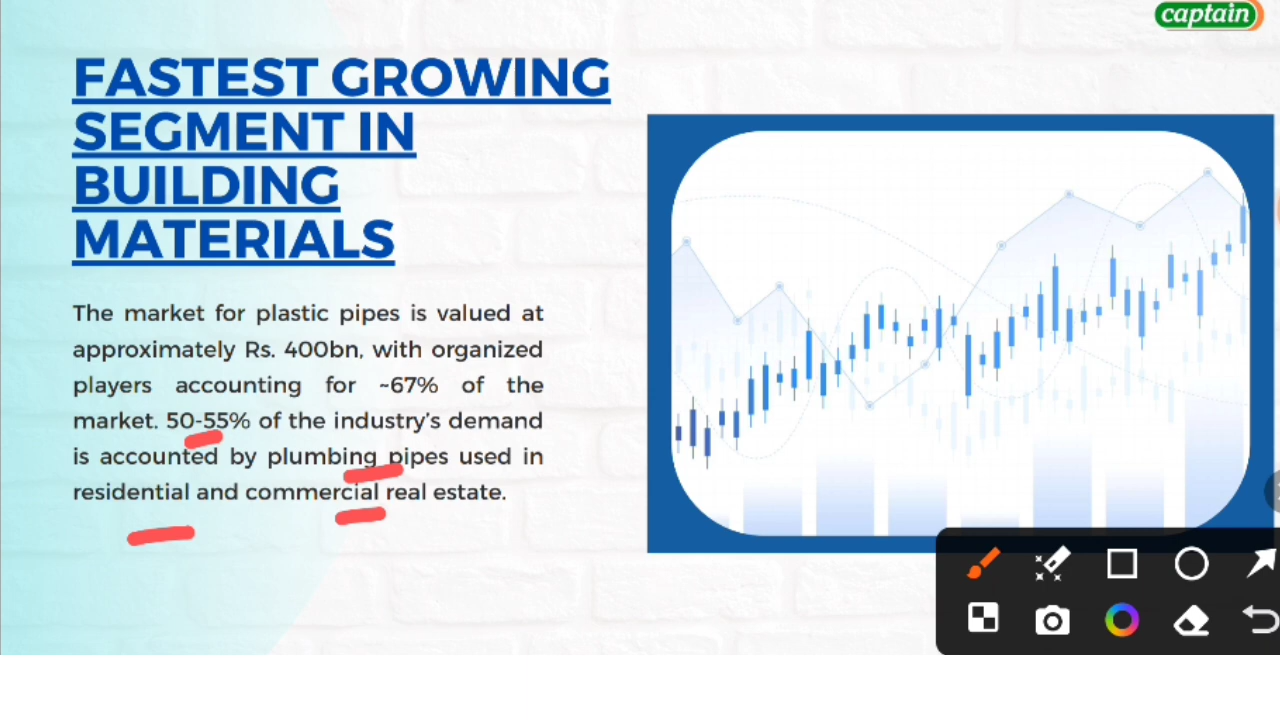 captain
FASTEST GROWING
SEGMENT IN
BUILDING
MATERIALS
The market for plastic pipes is valued at
approximately Rs. 400bn, with organized
players accounting for ~67% of the
market. 50-55% of the industry’s demand
is accounted by plumbing pipes used in
residential and commercial real estate.